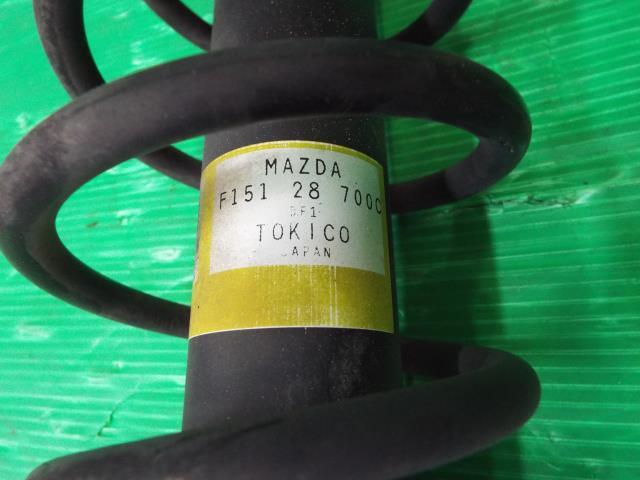 MAZDA
F151 28 700C
TOKICO
JAPAN